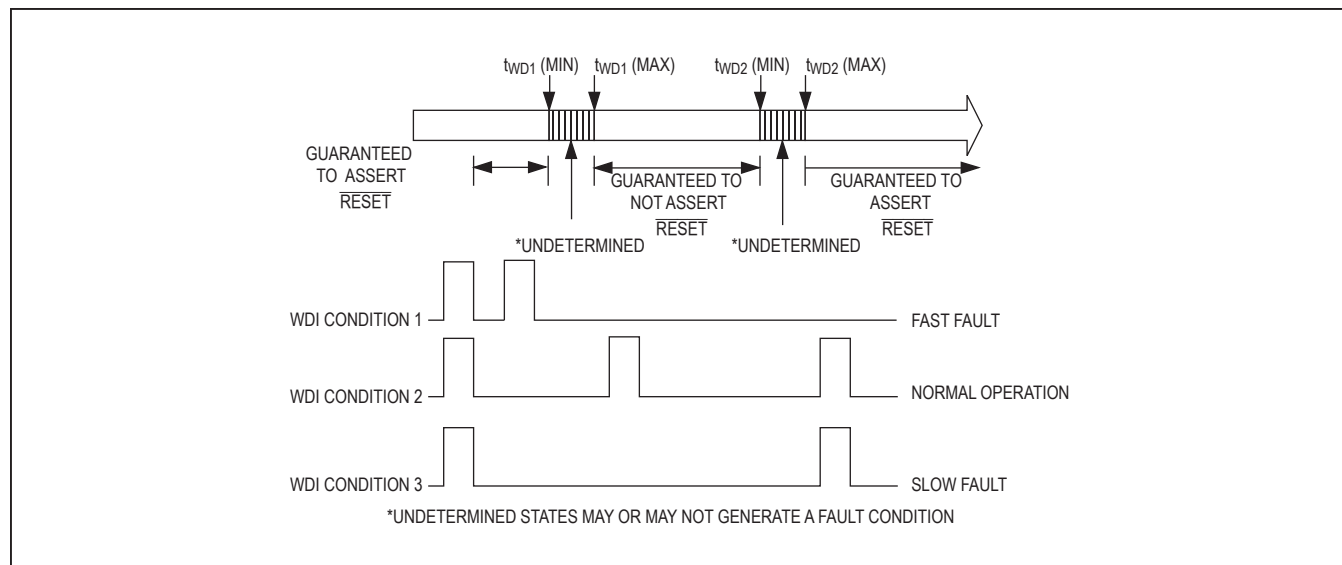 tWD1 (MIN) tWD1 (MAX) tWD2 (MIN) tWD2 (MAX)
GUARANTEED
TO ASSERT
RESET
GUARANTEED TO
NOT ASSERT
RESET
GUARANTEED TO
ASSERT
RESET
*UNDETERMINED *UNDETERMINED
WDI CONDITION 1 FAST FAULT
WDI CONDITION 2 NORMAL OPERATION
WDI CONDITION 3 SLOW FAULT
*UNDETERMINED STATES MAY OR MAY NOT GENERATE A FAULT CONDITION